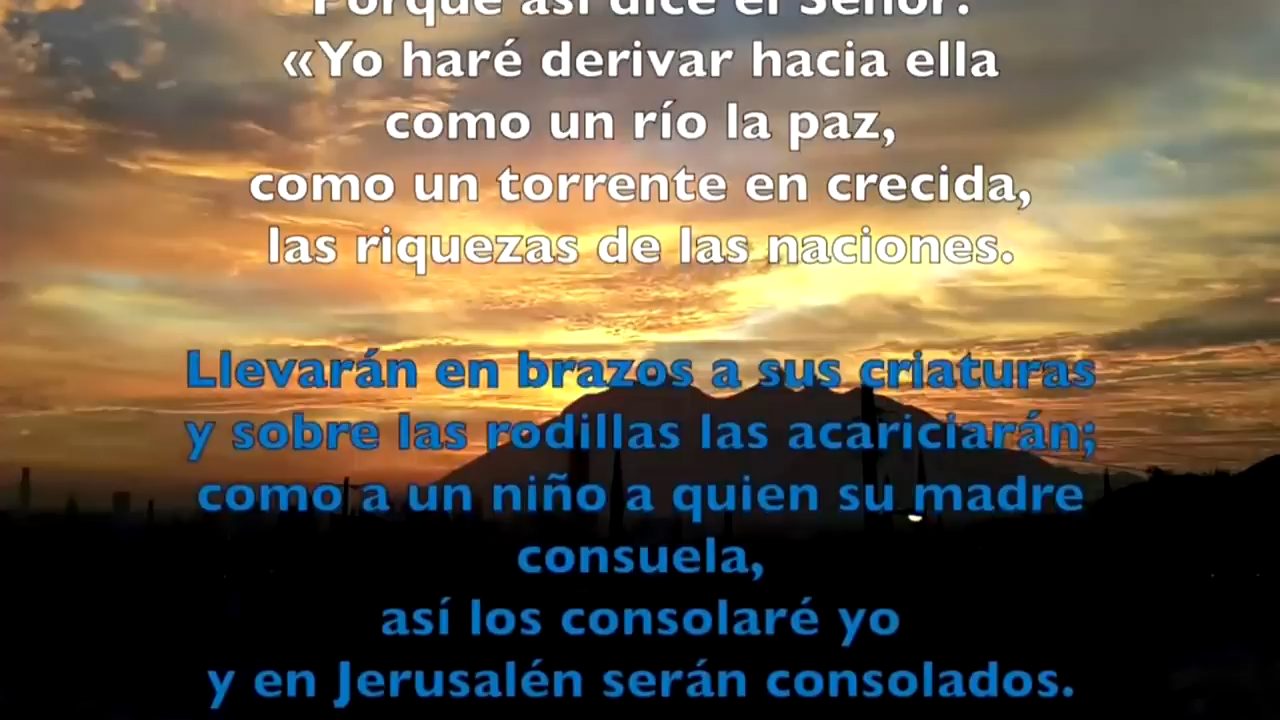 Porque así dice el Señor:
«Yo haré derivar hacia ella
como un río la paz,
como un torrente en crecida,
las riquezas de las naciones.
Llevarán en brazos a sus criaturas
y sobre las rodillas las acariciarán;
como a un niño a quien su madre
consuela,
así los consolaré yo
y en Jerusalén serán consolados.